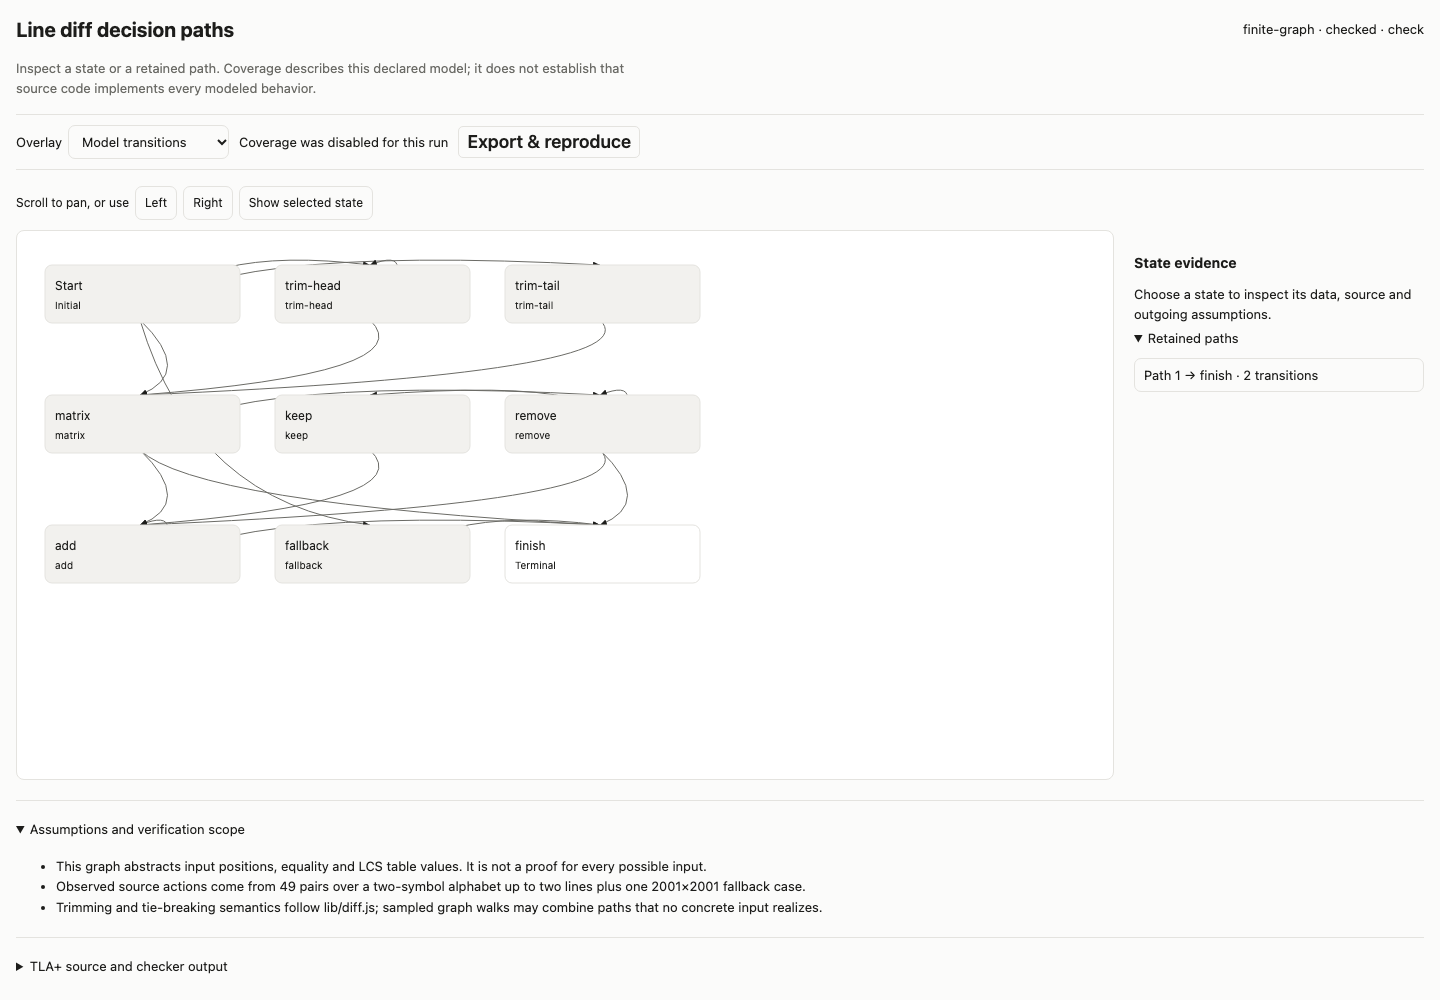 Line diff decision paths
finite-graph · checked · check
Inspect a state or a retained path. Coverage describes this declared model; it does not establish that
source code implements every modeled behavior.
Overlay Model transitions Coverage was disabled for this run Export & reproduce
Scroll to pan, or use Left Right Show selected state
Start
Initial
trim-head
trim-head
trim-tail
trim-tail
matrix
matrix
keep
keep
remove
remove
add
add
fallback
fallback
finish
Terminal
State evidence
Choose a state to inspect its data, source and
outgoing assumptions.
▼ Retained paths
Path 1 → finish · 2 transitions
▼ Assumptions and verification scope
• This graph abstracts input positions, equality and LCS table values. It is not a proof for every possible input.
• Observed source actions come from 49 pairs over a two-symbol alphabet up to two lines plus one 2001×2001 fallback case.
• Trimming and tie-breaking semantics follow lib/diff.js; sampled graph walks may combine paths that no concrete input realizes.
▶ TLA+ source and checker output